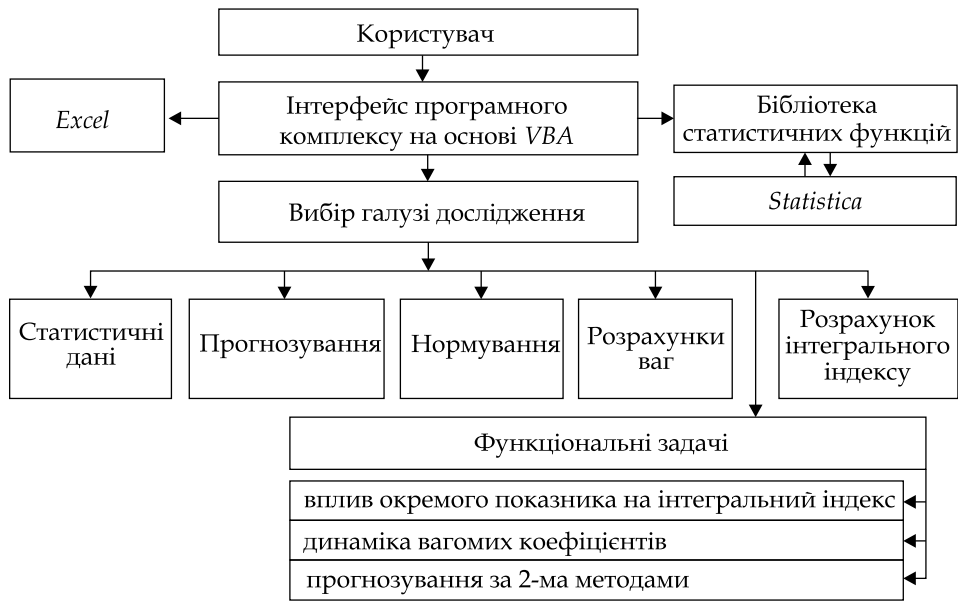 Користувач
Excel
Інтерфейс програмного
комплексу на основі VBA
Бібліотека
статистичних функцій
Statistica
Вибір галузі дослідження
Статистичні
дані
Прогнозування
Нормування
Розрахунки
ваг
Розрахунок
інтегрального
індексу
Функціональні задачі
вплив окремого показника на інтегральний індекс
динаміка вагомих коефіцієнтів
прогнозування за 2-ма методами